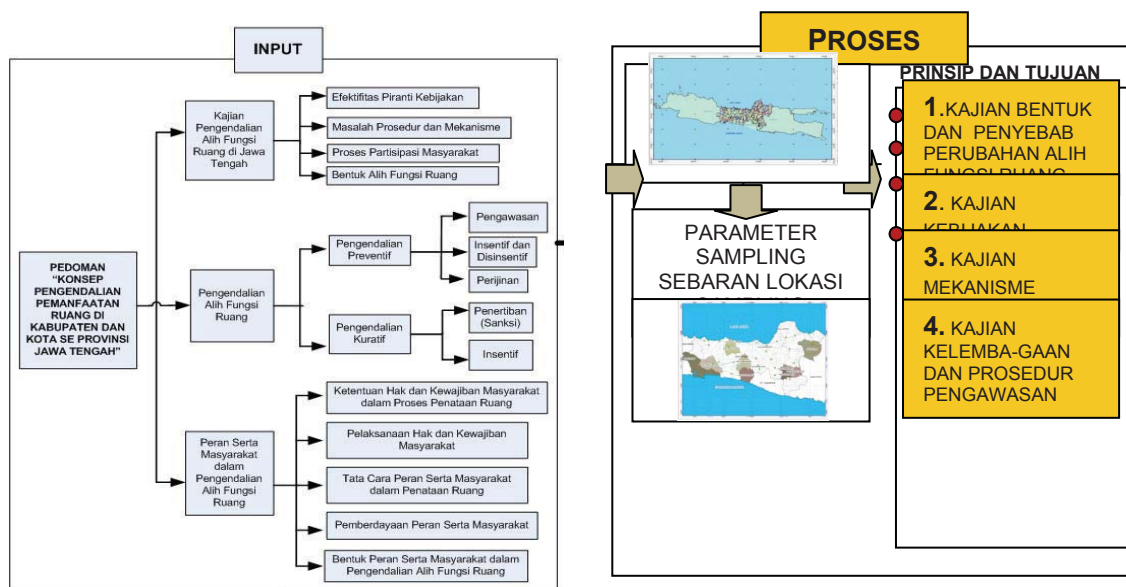 INPUT
PEDOMAN
“KONSEP
PENGENDALIAN
PEMANFAATAN
RUANG DI
KABUPATEN DAN
KOTA SE PROVINSI
JAWA TENGAH”
Kajian
Pengendalian
Alih Fungsi
Ruang di Jawa
Tengah
Efektifitas Piranti Kebijakan
Masalah Prosedur dan Mekanisme
Proses Partisipasi Masyarakat
Bentuk Alih Fungsi Ruang
Pengendalian
Alih Fungsi
Ruang
Pengendalian
Preventif
Pengawasan
Insentif dan
Disinsentif
Perijinan
Pengendalian
Kuratif
Penertiban
(Sanksi)
Insentif
Peran Serta
Masyarakat
dalam
Pengendalian
Alih Fungsi
Ruang
Ketentuan Hak dan Kewajiban Masyarakat
dalam Proses Penataan Ruang
Pelaksanaan Hak dan Kewajiban
Masyarakat
Tata Cara Peran Serta Masyarakat
dalam Penataan Ruang
Pemberdayaan Peran Serta Masyarakat
Bentuk Peran Serta Masyarakat dalam
Pengendalian Alih Fungsi Ruang
PROSES
PARAMETER
SAMPLING
SEBARAN LOKASI
PRINSIP DAN TUJUAN
1.KAJIAN BENTUK
DAN PENYEBAB
PERUBAHAN ALIH
FUNGSI RUANG
2. KAJIAN
KEBIJAKAN
3. KAJIAN
MEKANISME
4. KAJIAN
KELEMBA-GAAN
DAN PROSEDUR
PENGAWASAN